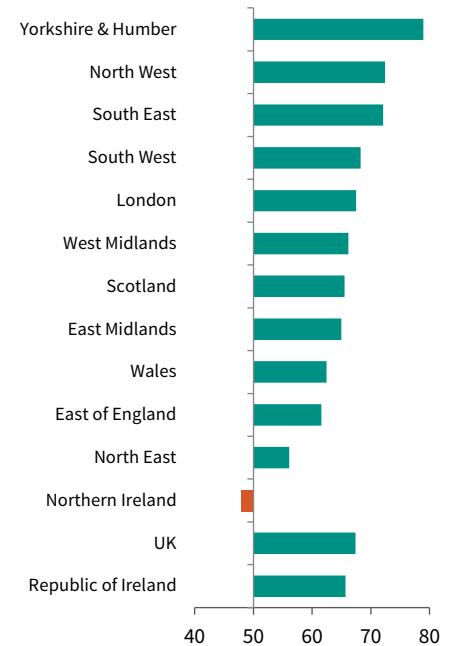 Yorkshire & Humber
North West
South East
South West
London
West Midlands
Scotland
East Midlands
Wales
East of England
North East
Northern Ireland
UK
Republic of Ireland
40 50 60 70 80